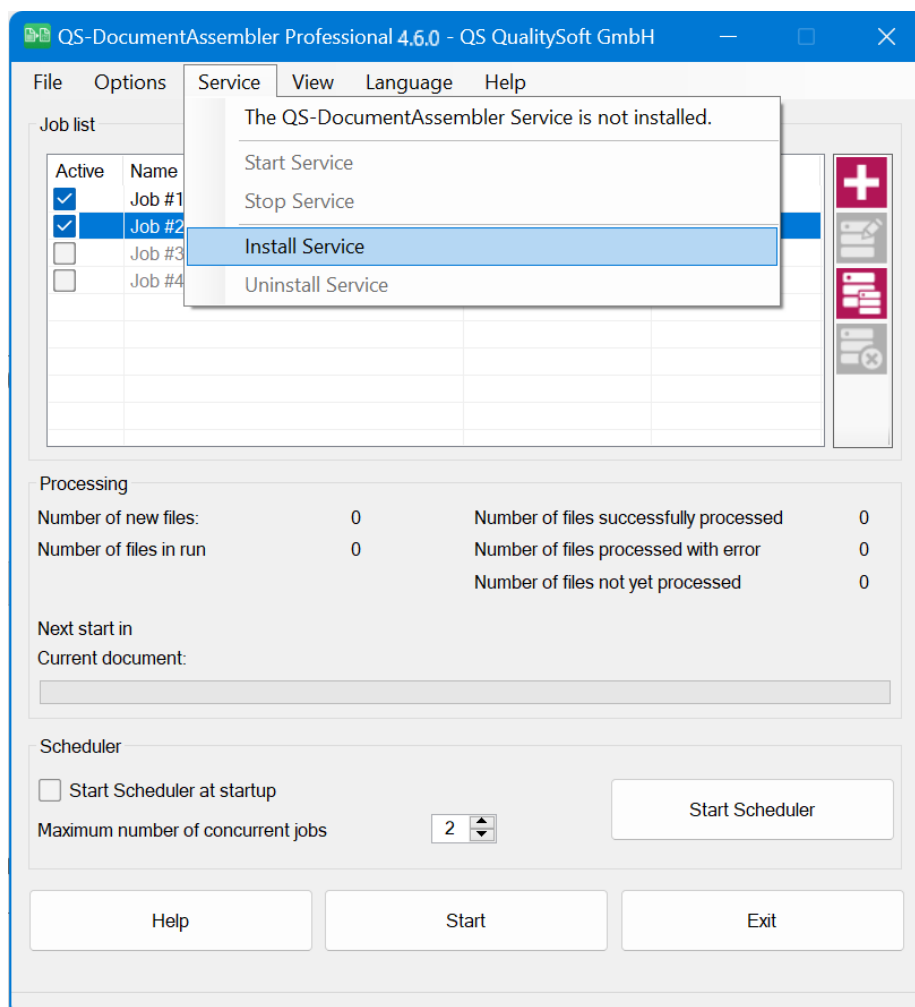 QS-DocumentAssembler Professional 4.6.0 - QS QualitySoft GmbH
File Options Service View Language Help
The QS-DocumentAssembler Service is not installed.
Start Service
Stop Service
Install Service
Uninstall Service
Job list
Active Name
Job #1
Job #2
Job #3
Job #4
Processing
Number of new files: 0 Number of files successfully processed 0
Number of files in run 0 Number of files processed with error 0
Number of files not yet processed 0
Next start in
Current document:
Scheduler
Start Scheduler at startup
Start Scheduler
Maximum number of concurrent jobs 2
Help Start Exit